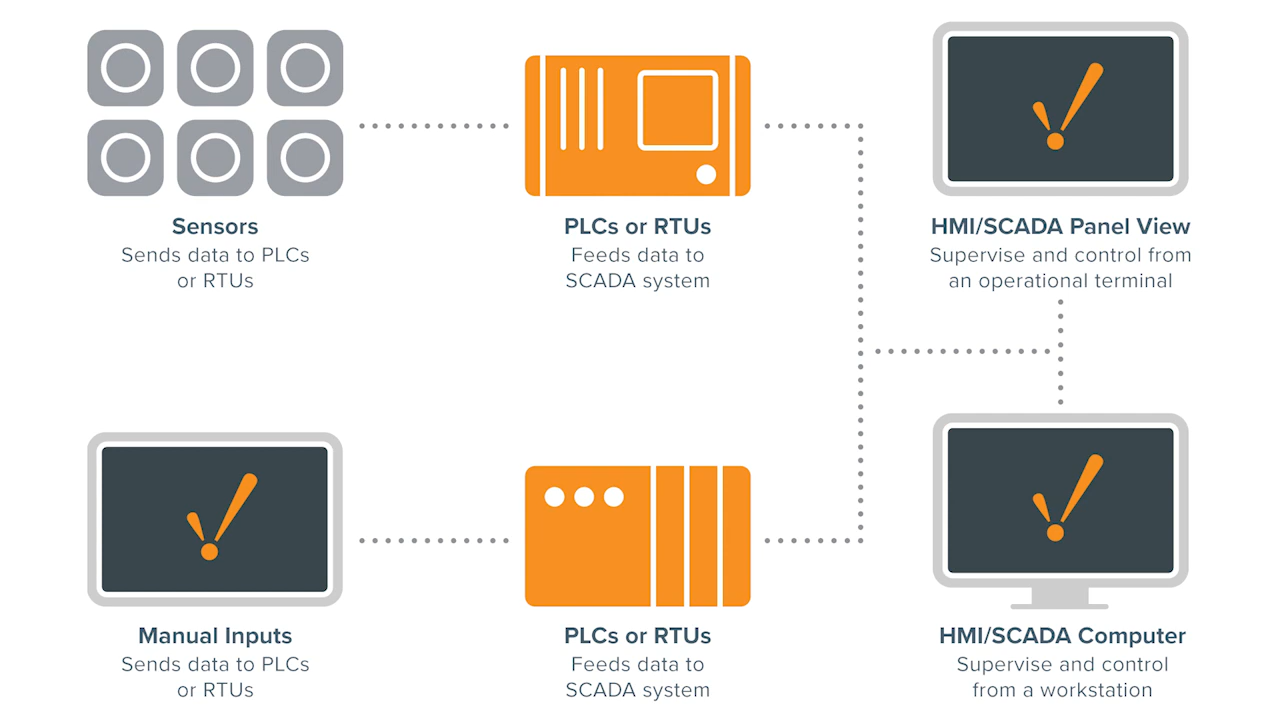 Sensors
Sends data to PLCs
or RTUs
PLCs or RTUs
Feeds data to
SCADA system
HMI/SCADA Panel View
Supervise and control from
an operational terminal
Manual Inputs
Sends data to PLCs
or RTUs
PLCs or RTUs
Feeds data to
SCADA system
HMI/SCADA Computer
Supervise and control
from a workstation